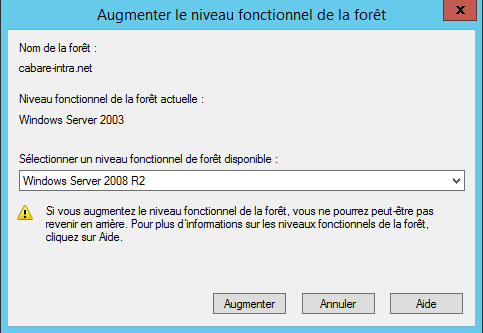 Augmenter le niveau fonctionnel de la forêt
x
Nom de la forêt :
cabare-intra.net
Niveau fonctionnel de la forêt actuelle :
Windows Server 2003
Sélectionner un niveau fonctionnel de forêt disponible :
Windows Server 2008 R2
Si vous augmentez le niveau fonctionnel de la forêt, vous ne pourrez peut-être pas
revenir en arrière. Pour plus d'informations sur les niveaux fonctionnels de la forêt,
cliquez sur Aide.
Augmenter
Annuler
Aide